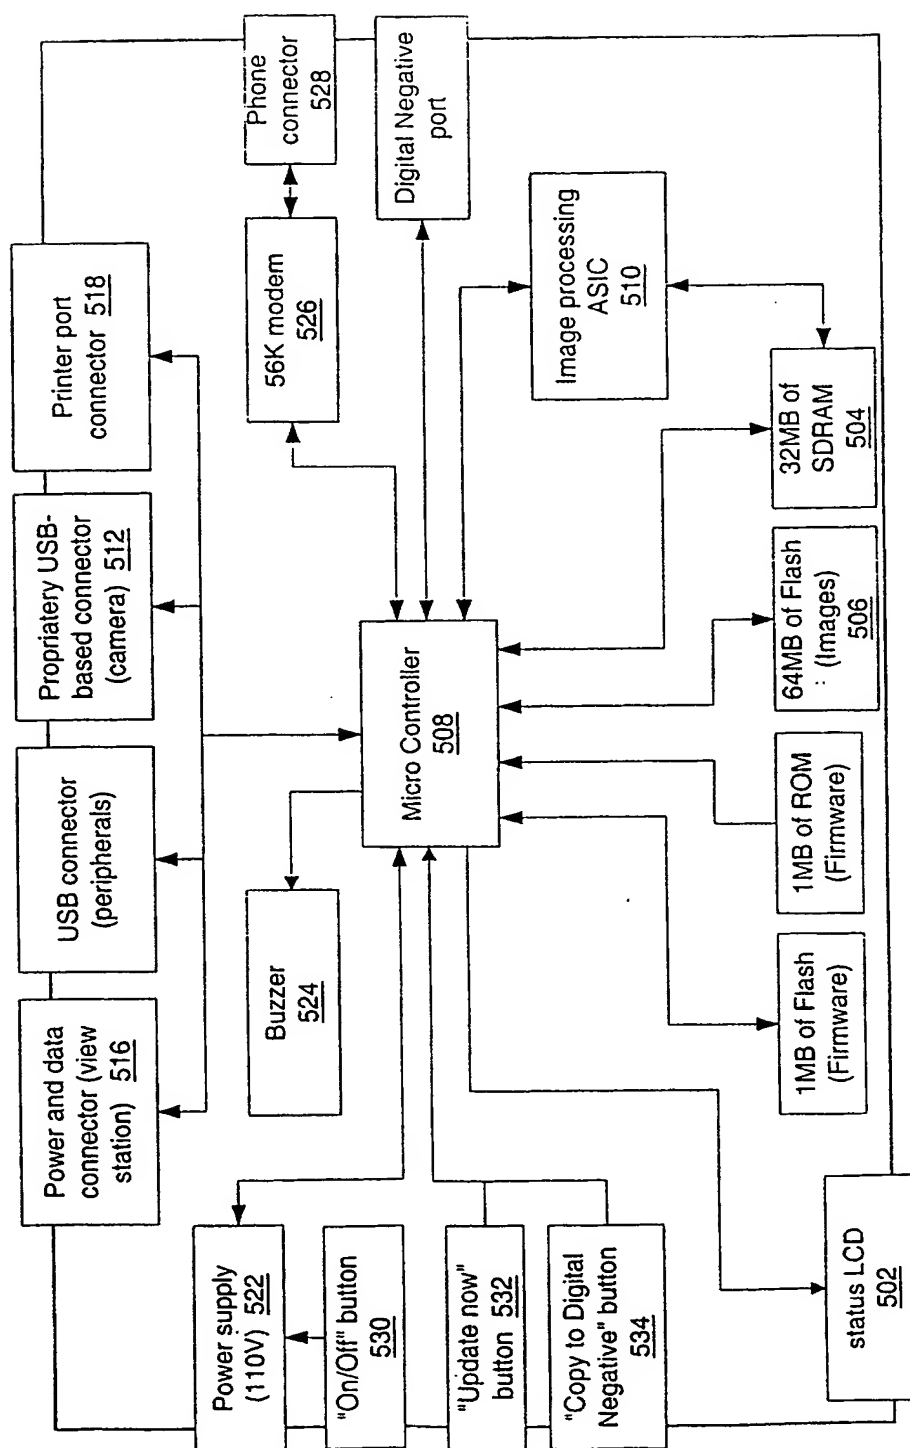 Power and data
connector (view
station) 516
USB connector
(peripherals)
Propriatery USB-
based connector
(camera) 512
Printer port
connector 518
Phone
connector
528
56K modem
526
Digital Negative
port
Power supply
(110V) 522
"On/Off" button
530
"Update now"
button 532
"Copy to Digital
Negative" button
534
Buzzer
524
Micro Controller
508
Image processing
ASIC
510
status LCD
502
1MB of Flash
(Firmware)
1MB of ROM
(Firmware)
64MB of Flash
: (Images)
506
32MB of
SDRAM
504